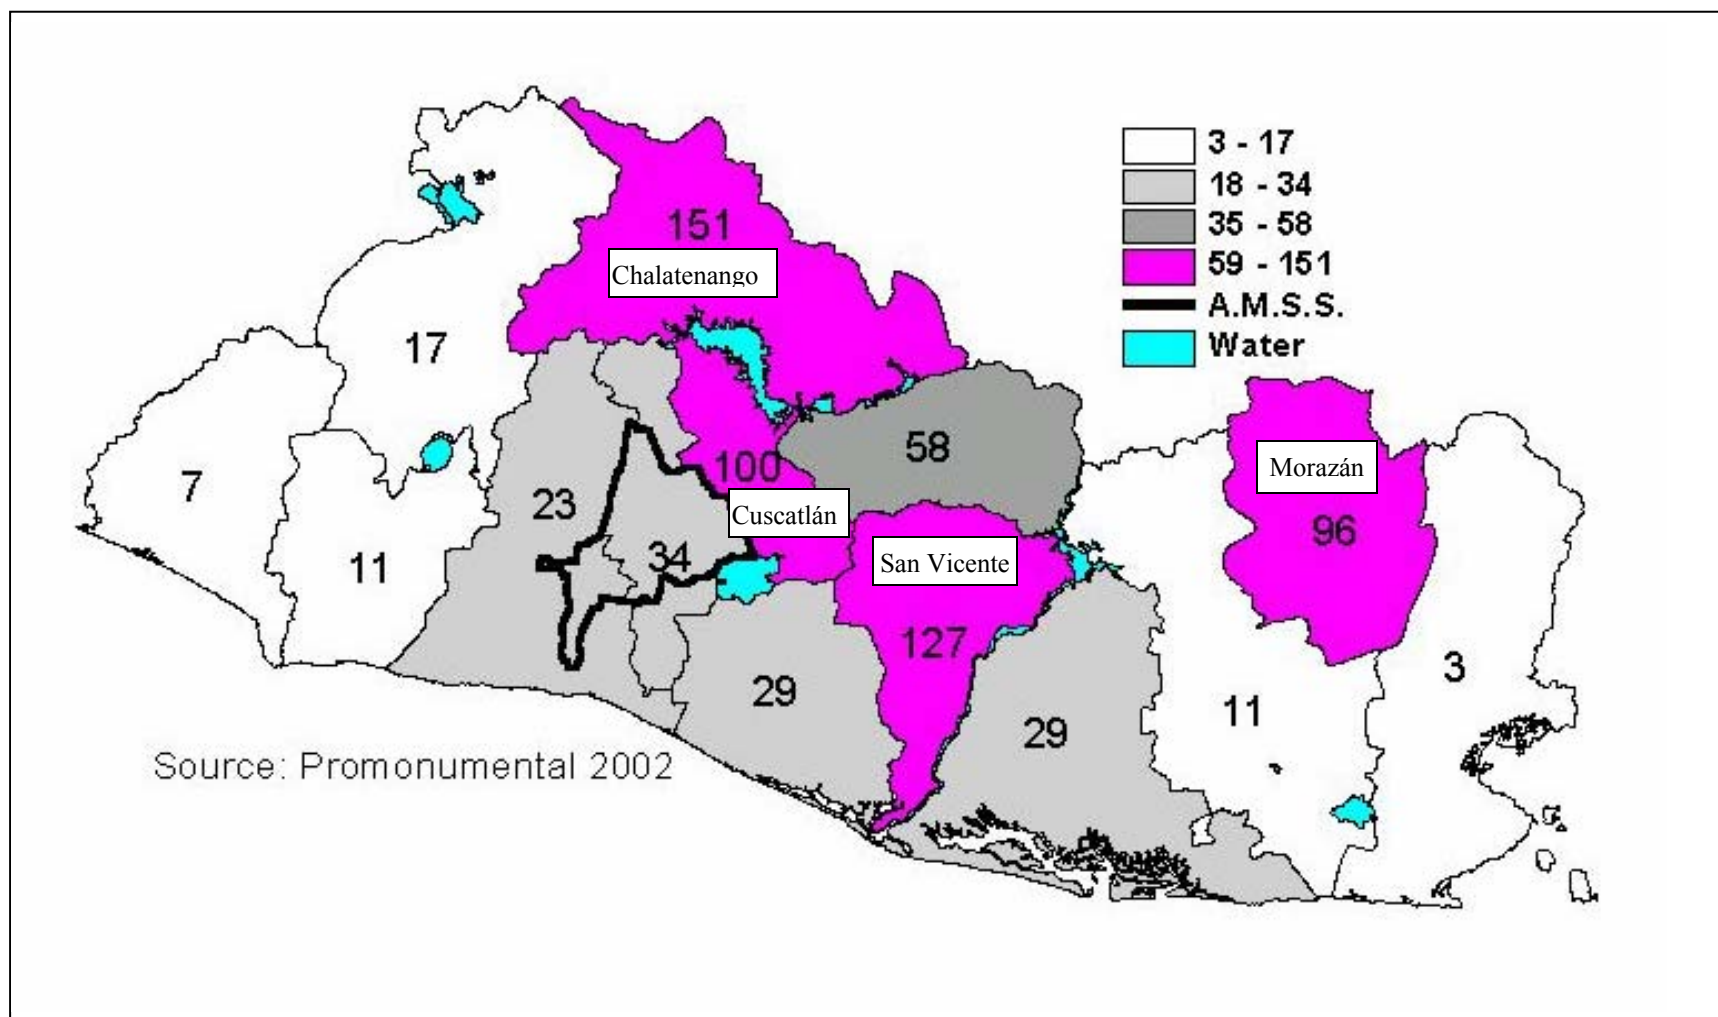 3 - 17
18 - 34
35 - 58
59 - 151
A.M.S.S.
Water
151
Chalatenango
17
58
7
100
Morazán
23
Cuscatlán
96
11
34
San Vicente
127
3
29
11
29
Source: Promonumental 2002